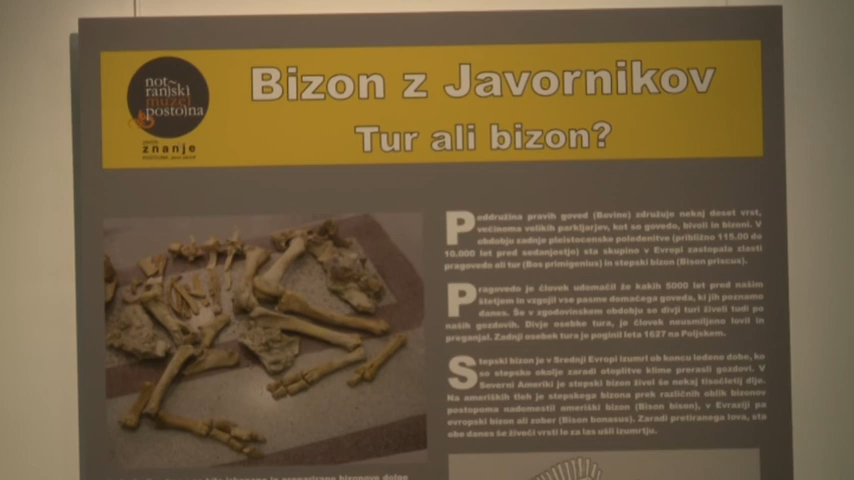 not
ranjski
muzej
postojna
znanje
Bizon z Javornikov
Tur ali bizon?
Poddružina pravih goved (Bovinae) združuje nekaj deset vrst,
večinoma velikih parkljarjev, kot so govedo, bivoli in bizoni. V
obdobju zadnje pleistocenske poledenitve (približno 115.00 do
10.000 let pred sedanjostjo) sta skupino v Evropi zastopala zlasti
pragovedo ali tur (Bos primigenius) in stepski bizon (Bison priscus).
Pragovedo je človek udomačil že kakih 5000 let pred našim
štetjem in vzgojil vse pasme domačega goveda, ki jih poznamo
danes. Še v zgodovinskem obdobju so divji turi živeli tudi po
naših gozdovih. Divje osebke tura, je človek neusmiljeno lovil in
preganjal. Zadnji osebek tura je poginil leta 1627 na Poljskem.
Stepski bizon je v Srednji Evropi izumrl ob koncu ledene dobe, ko
so stepsko okolje zaradi otoplitve klime prerasli gozdovi. V
Severni Ameriki je stepski bizon živel še nekaj tisočletij dlje.
Na ameriških tleh je stepskega bizona prek različnih oblik bizonov
postopoma nadomestil ameriški bizon (Bison bison), v Evraziji pa
evropski bizon ali zober (Bison bonasus). Zaradi pretiranega lova, sta
obe danes še živeči vrsti le za las ušli izumrtju.